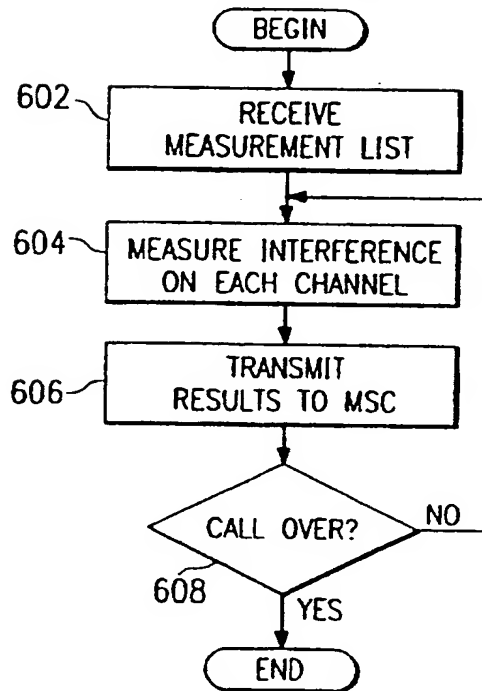 BEGIN
602
RECEIVE
MEASUREMENT LIST
604
MEASURE INTERFERENCE
ON EACH CHANNEL
606
TRANSMIT
RESULTS TO MSC
CALL OVER?
NO
608
YES
END